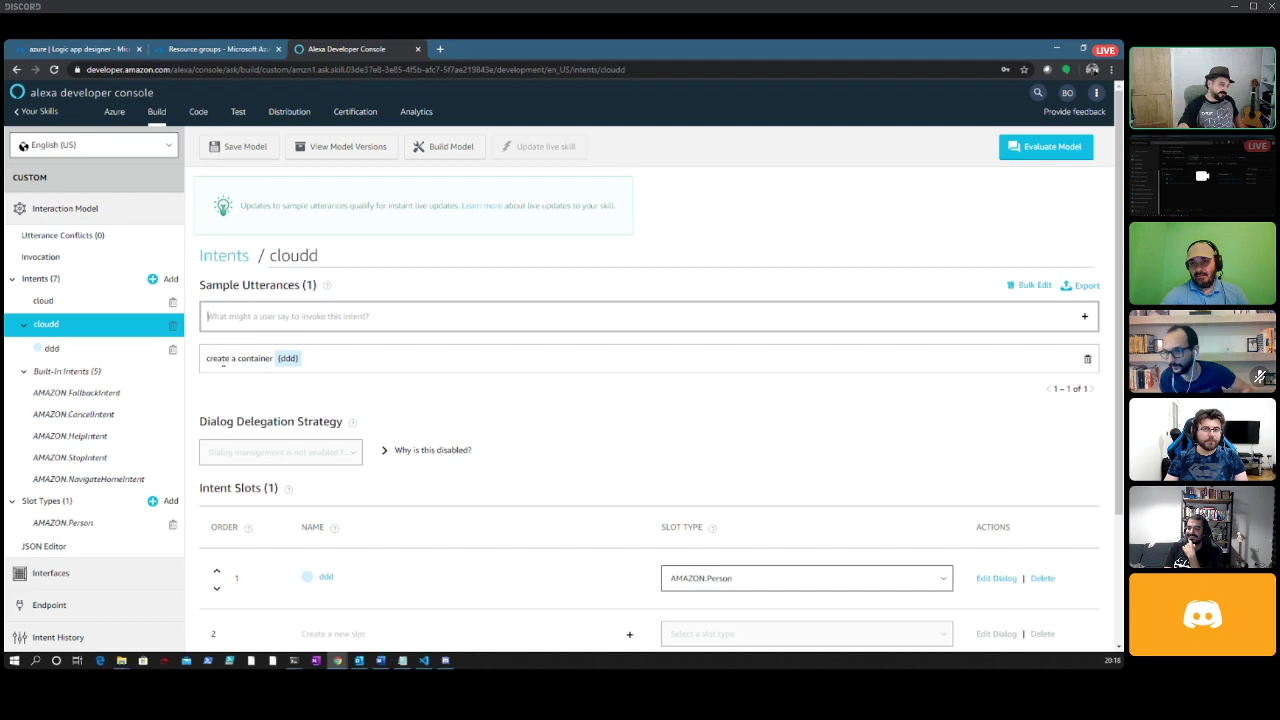 DISCORD
azure | Logic app designer - Mic
Resource groups - Microsoft Az
Alexa Developer Console
LIVE
developer.amazon.com/alexa/console/ask/build/custom/amzn1.ask.skill.03de37e8-3e85-4f5b-afc7-5f7ae219843e/development/en_US/intents/cloudd
alexa developer console
BO
Your Skills
Azure
Build
Code
Test
Distribution
Certification
Analytics
Provide feedback
English (US)
Save Model
View Model Versions
Build Model
Update live skill
Evaluate Model
LIVE
CUSTOM
Interaction Model
Updates to sample utterances qualify for instant live updates. Learn more about live updates to your skill.
Utterance Conflicts (0)
Invocation
Intents / cloudd
Intents (7)
Add
Sample Utterances (1)
Bulk Edit
Export
cloud
cloudd
What might a user say to invoke this intent?
ddd
create a container {ddd}
Built-In Intents (5)
1 – 1 of 1
AMAZON.FallbackIntent
AMAZON.CancelIntent
Dialog Delegation Strategy
AMAZON.HelpIntent
Dialog management is not enabled f...
Why is this disabled?
AMAZON.StopIntent
AMAZON.NavigateHomeIntent
Intent Slots (1)
Slot Types (1)
Add
AMAZON.Person
ORDER
NAME
SLOT TYPE
ACTIONS
JSON Editor
Interfaces
1
ddd
AMAZON.Person
Edit Dialog | Delete
Endpoint
Intent History
2
Create a new slot
Select a slot type
Edit Dialog | Delete
20:18